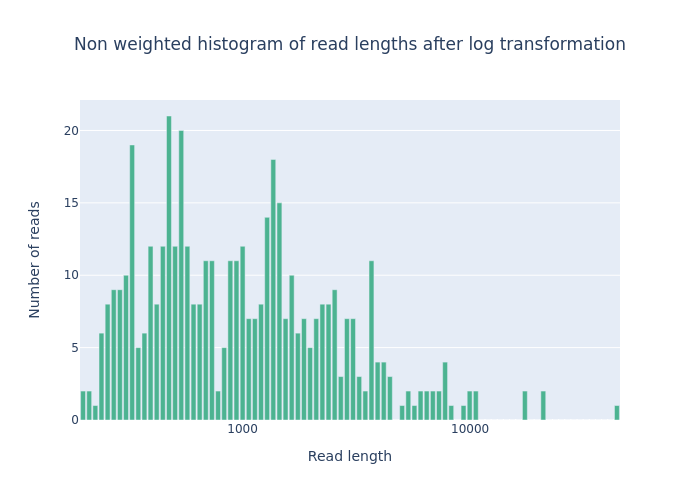 Non weighted histogram of read lengths after log transformation
20
15
10
5
0
Number of reads
1000
10000
Read length